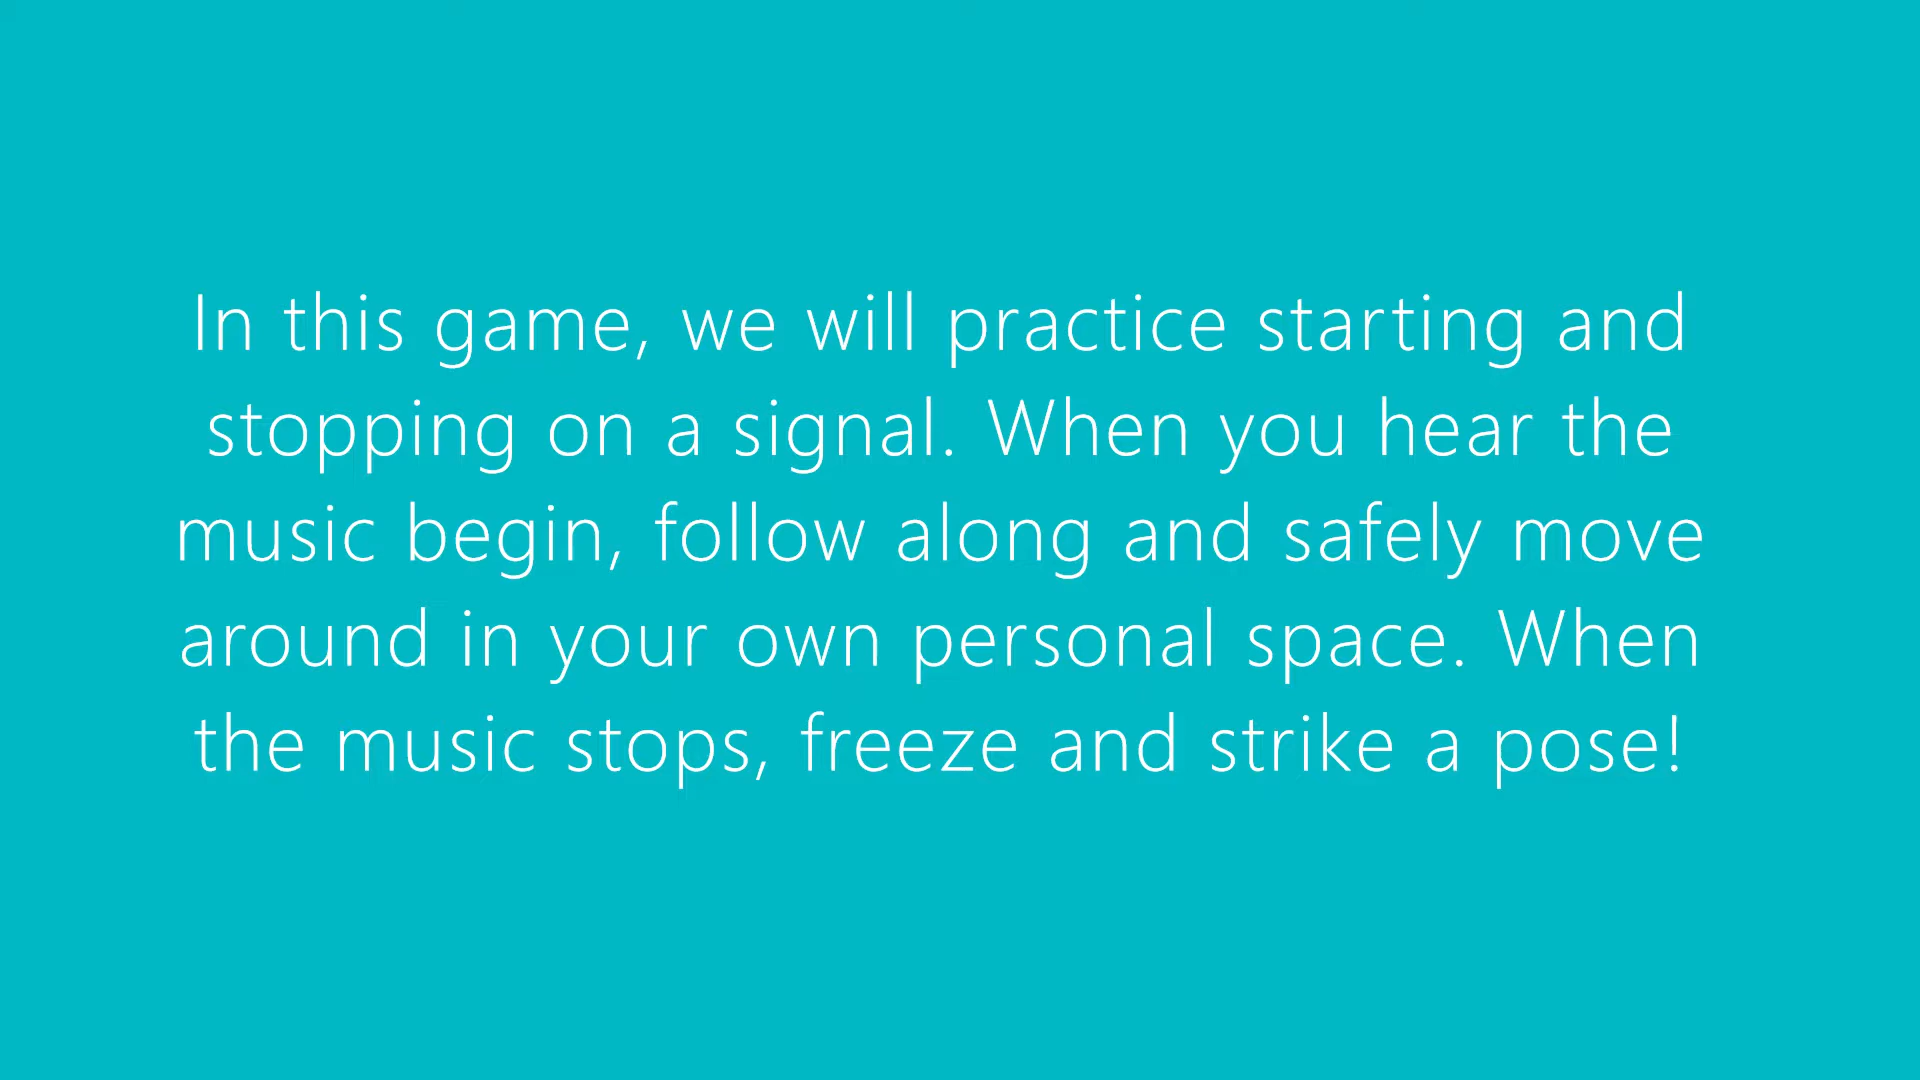 In this game, we will practice starting and
stopping on a signal. When you hear the
music begin, follow along and safely move
around in your own personal space. When
the music stops, freeze and strike a pose!